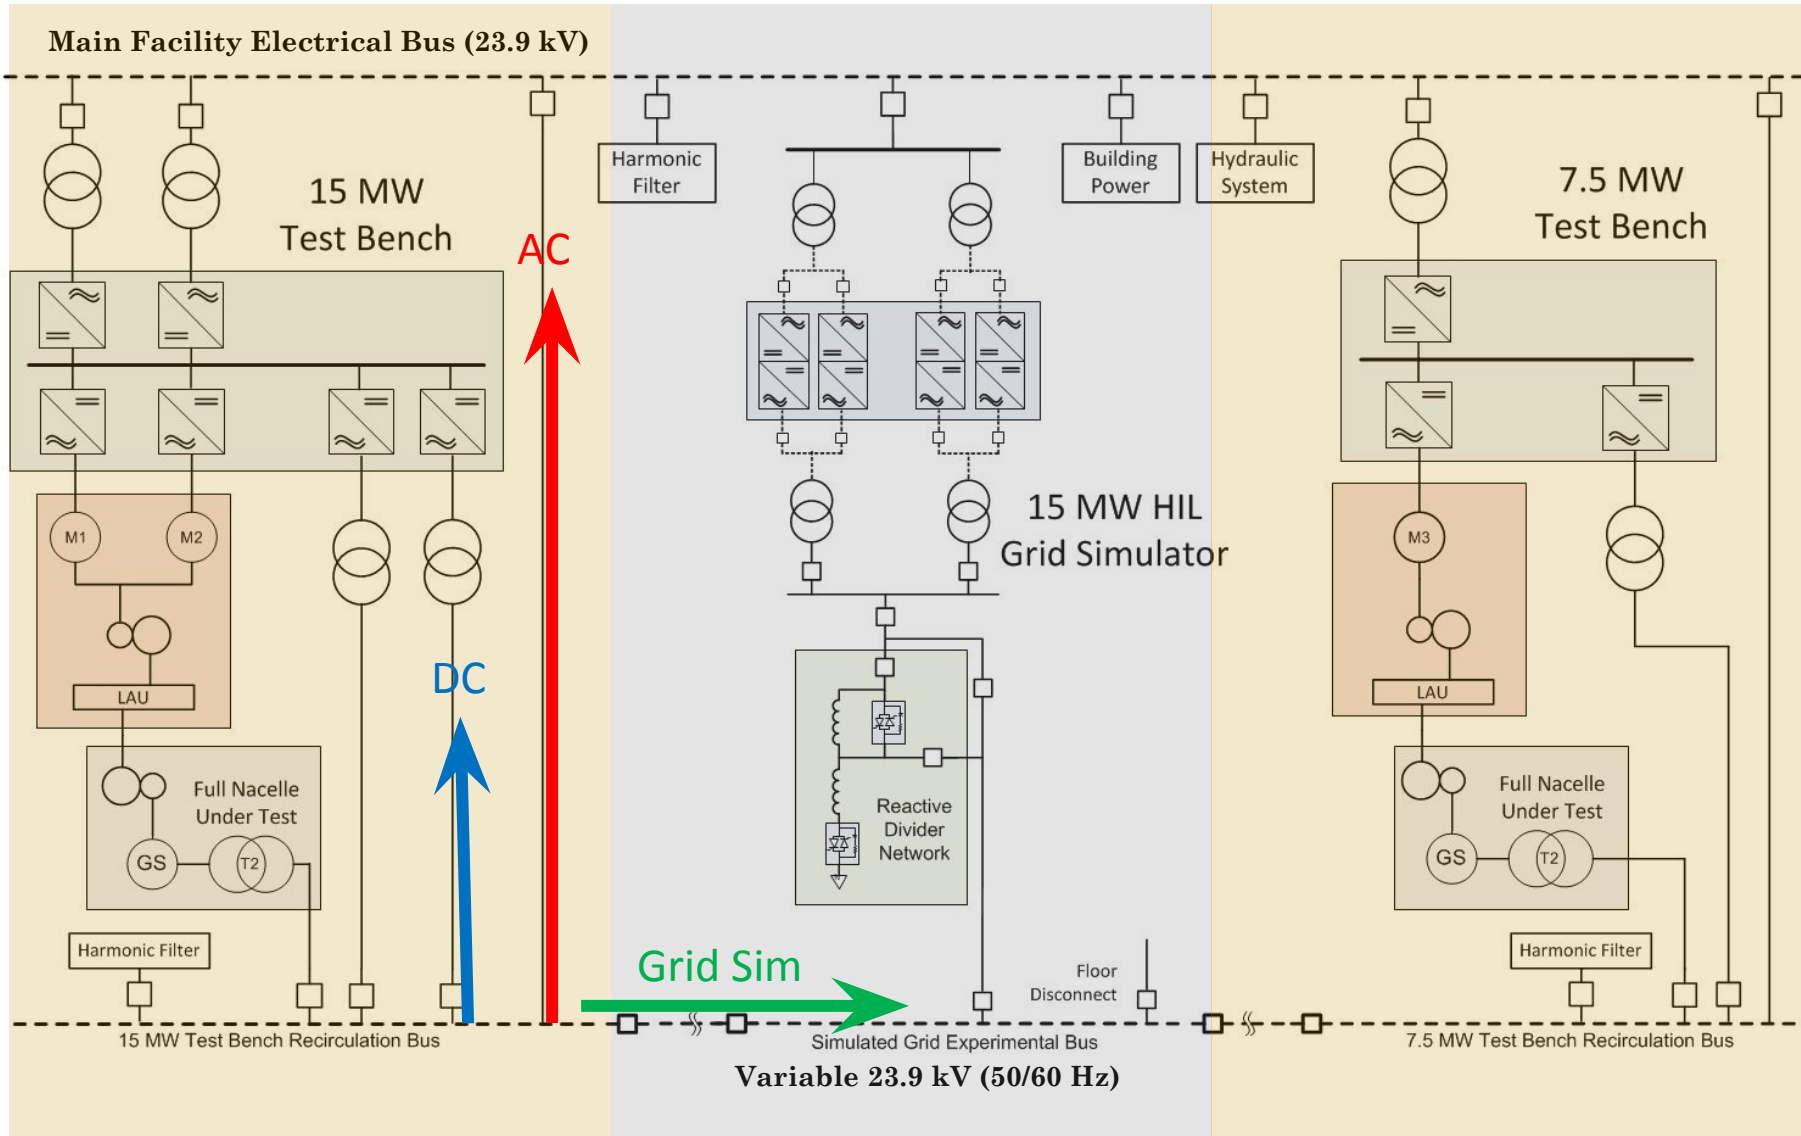 Main Facility Electrical Bus (23.9 kV)
15 MW
Test Bench
AC
Harmonic
Filter
Building
Power
Hydraulic
System
7.5 MW
Test Bench
M1
M2
LAU
DC
Full Nacelle
Under Test
GS
T2
Harmonic Filter
15 MW Test Bench Recirculation Bus
15 MW HIL
Grid Simulator
Reactive
Divider
Network
Grid Sim
Floor
Disconnect
Simulated Grid Experimental Bus
Variable 23.9 kV (50/60 Hz)
M3
LAU
Full Nacelle
Under Test
GS
T2
Harmonic Filter
7.5 MW Test Bench Recirculation Bus